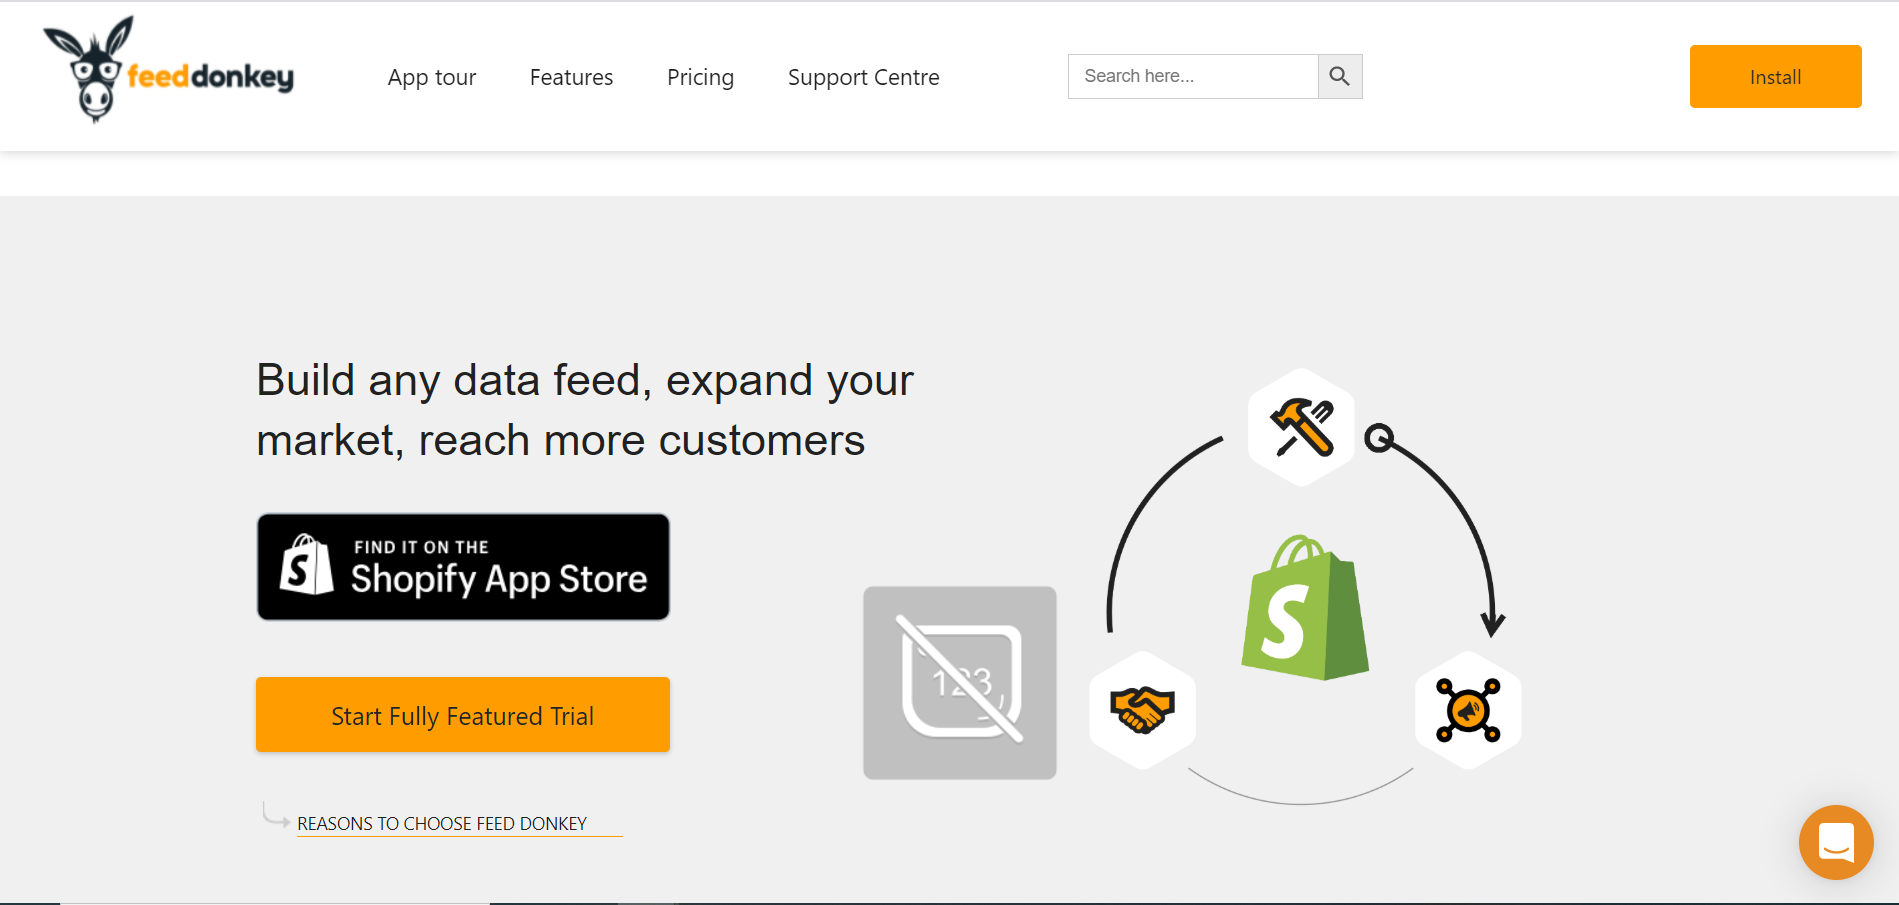 feeddonkey
App tour
Features
Pricing
Support Centre
Search here...
Install
Build any data feed, expand your
market, reach more customers
FIND IT ON THE
Shopify App Store
Start Fully Featured Trial
REASONS TO CHOOSE FEED DONKEY
123
S